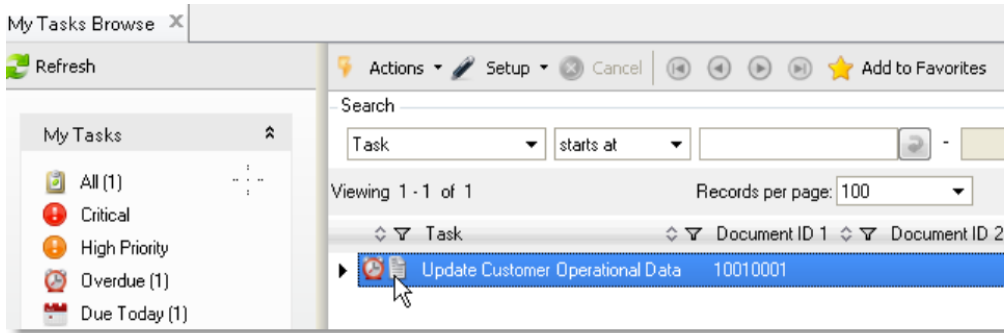 My Tasks Browse
Refresh
Actions Setup Cancel Add to Favorites
Search
My Tasks
Task starts at -
All (1)
Viewing 1 - 1 of 1 Records per page: 100
Critical
High Priority
Task Document ID 1 Document ID 2
Overdue (1)
Update Customer Operational Data 10010001
Due Today (1)